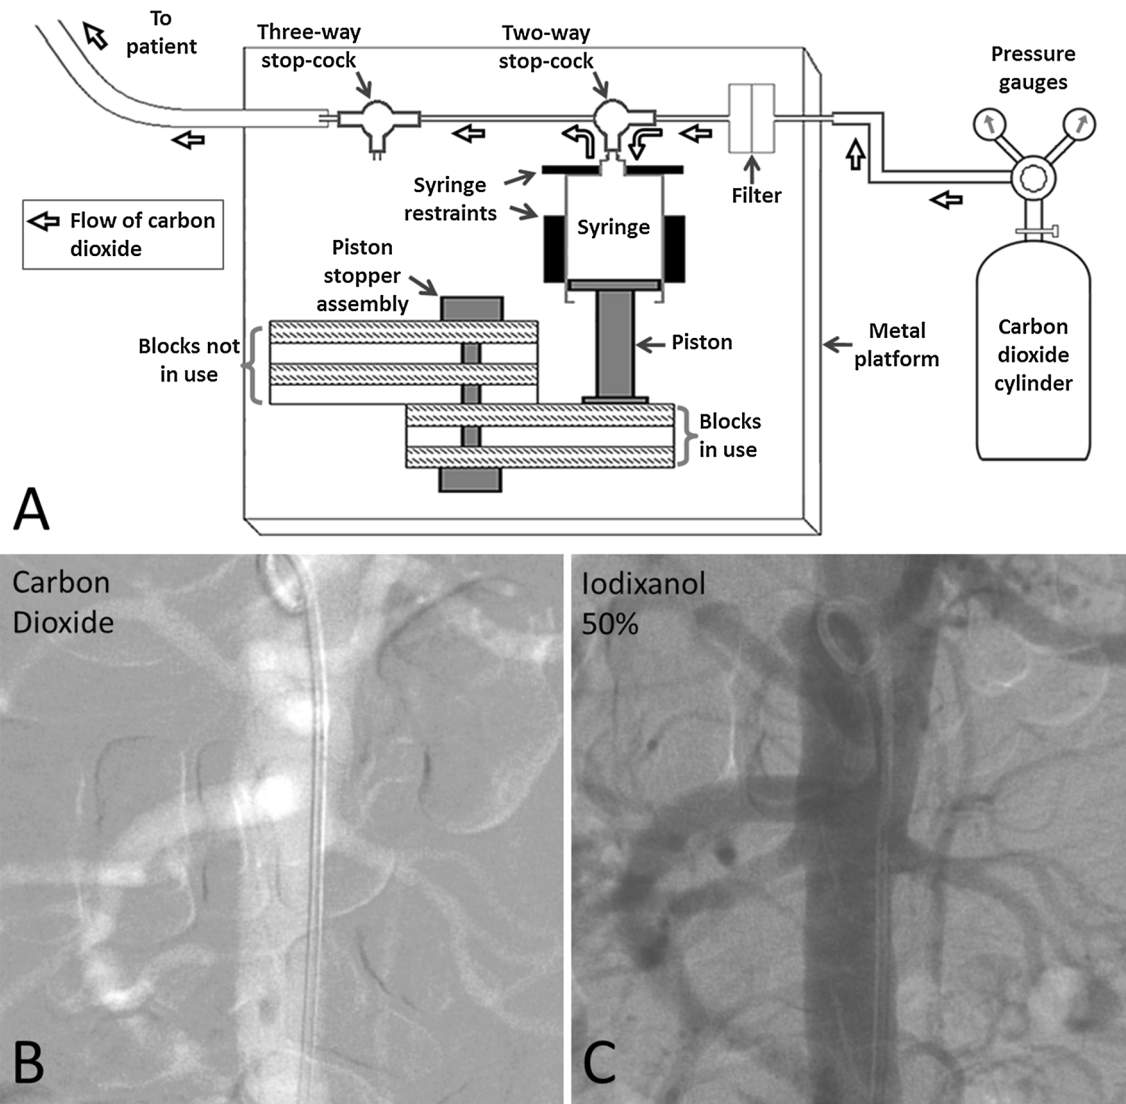 To
patient
Three-way
stop-cock
Two-way
stop-cock
Pressure
gauges
Filter
Syringe
restraints
Syringe
Flow of carbon
dioxide
Piston
stopper
assembly
Blocks not
in use
Piston
Metal
platform
Carbon
dioxide
cylinder
Blocks
in use
A
Carbon
Dioxide
B
Iodixanol
50%
C